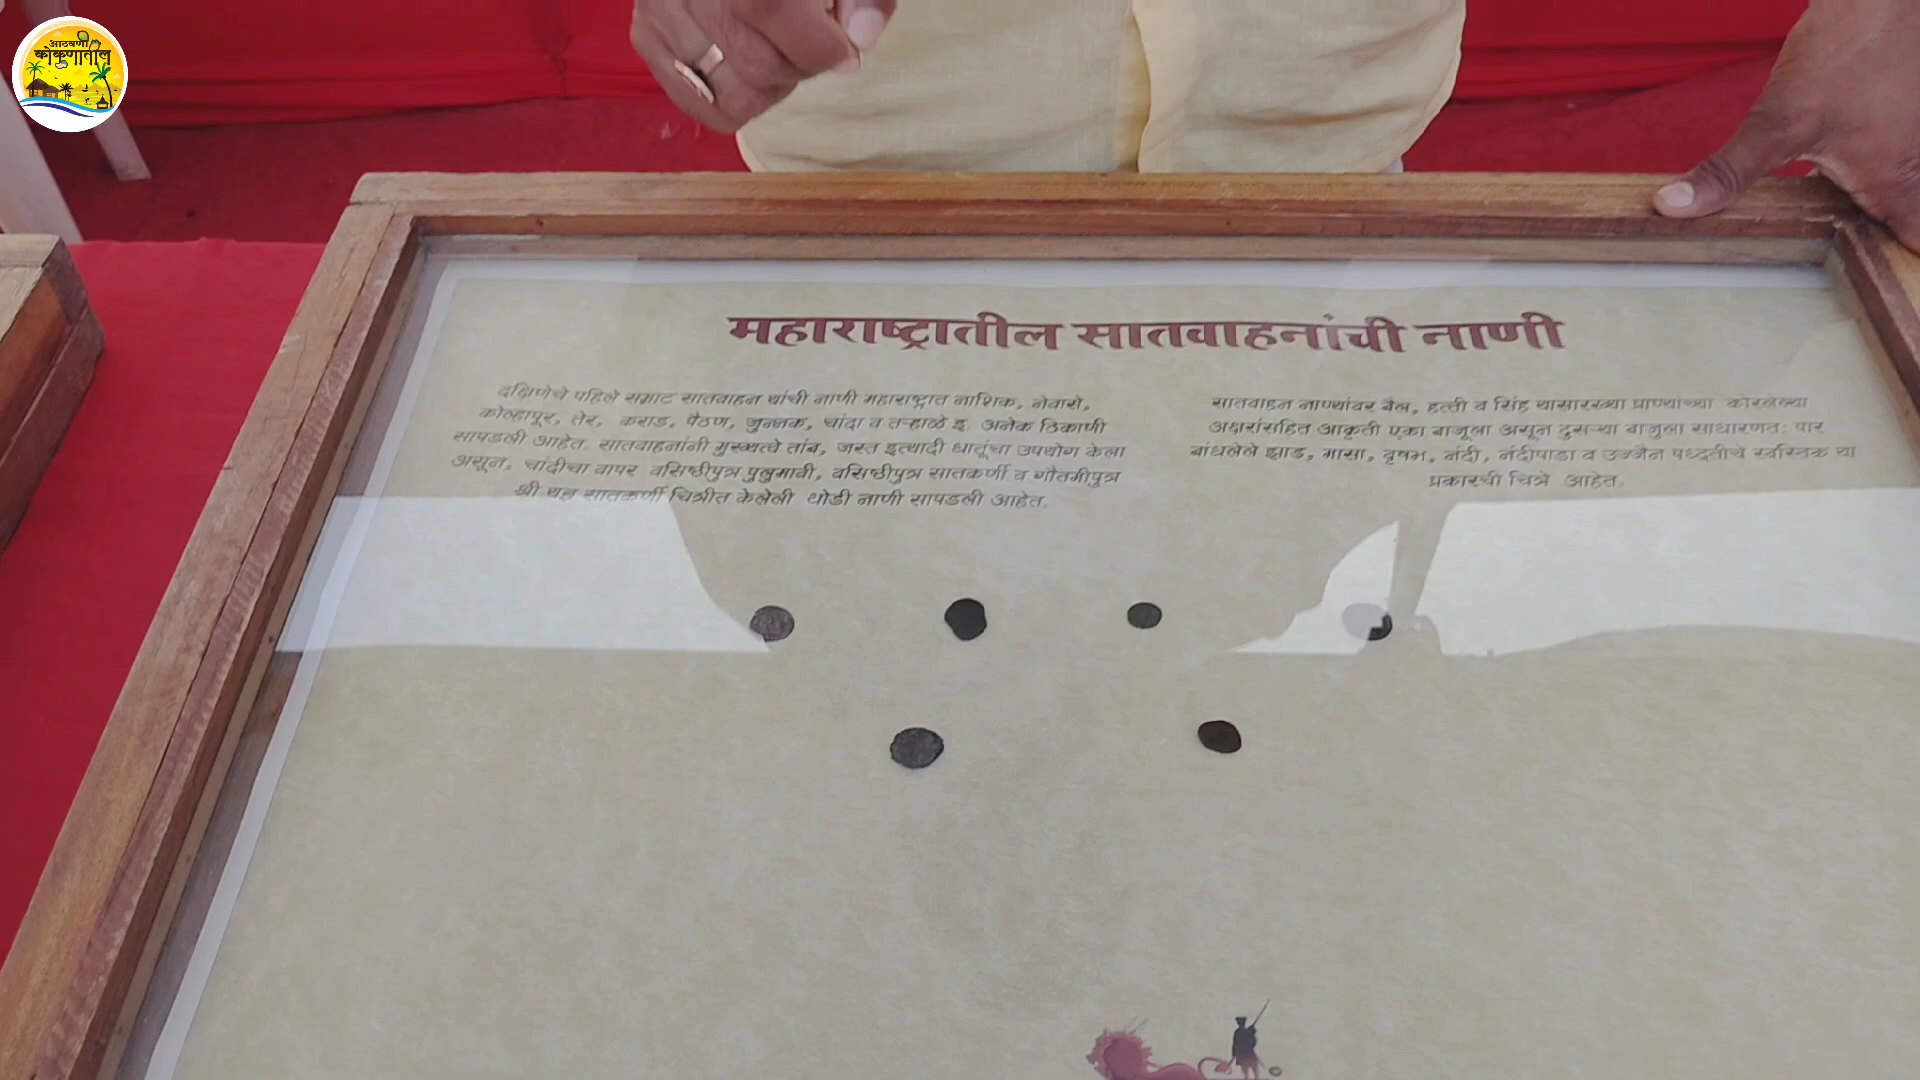 आठवणी
कोकणातील
महाराष्ट्रातील सातवाहनांची नाणी
दक्षिणेचे पहिले सम्राट सातवाहन यांची नाणी महाराष्ट्रात नाशिक, नेवासे,
कोल्हापूर, तेर, कराड, पैठण, जुन्नर, चांदा व तऱ्हाळे इ. अनेक ठिकाणी
सापडली आहेत. सातवाहनांनी मुख्यत्वे तांब, जस्त इत्यादी धातूंचा उपयोग केला
असून, चांदीचा वापर वसिष्ठीपुत्र पुलुमावी, वसिष्ठीपुत्र सातकर्णी व गौतमीपुत्र
श्री यज्ञ सातकर्णी चित्रीत केलेली थोडी नाणी सापडली आहेत.
सातवाहन नाण्यांवर बैल, हत्ती व सिंह यासारख्या प्राण्यांच्या कोरलेल्या
अक्षरांसहित आकृती एका बाजूला असून दुसऱ्या बाजुला साधारणतः पार
बांधलेले झाड, मासा, वृषभ, नंदी, नंदीपाडा व उज्जैन पध्दतीचे स्वस्तिक या
प्रकारची चित्रे आहेत.